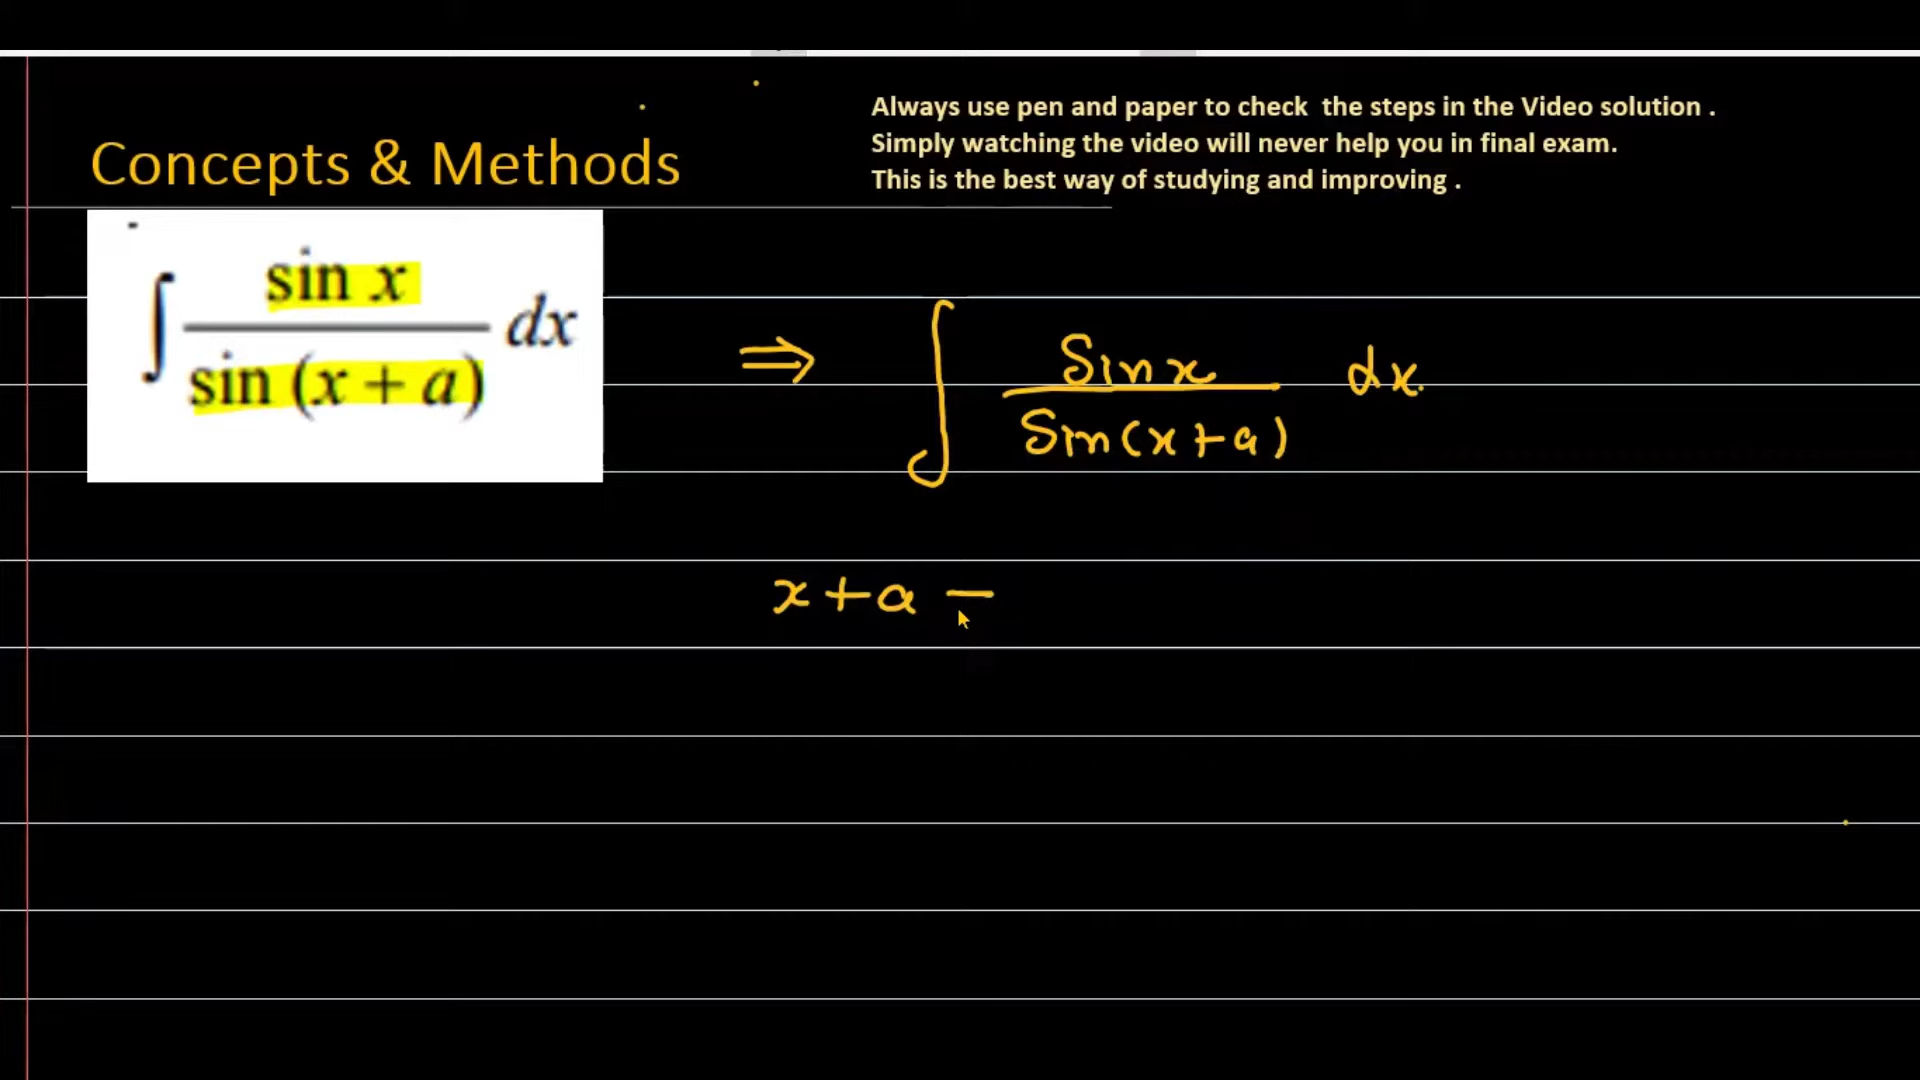 Always use pen and paper to check the steps in the Video solution .
Simply watching the video will never help you in final exam.
This is the best way of studying and improving .
Concepts & Methods
∫ sin x / sin (x + a) dx
⇒ ∫ Sin x / Sin(x+a) dx.
x+a −